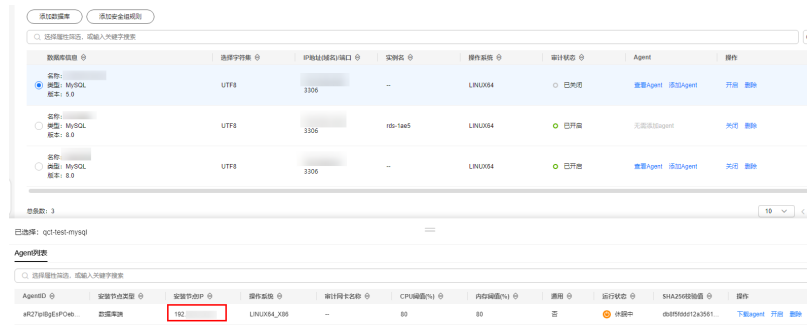 添加数据库 添加安全组规则
选择属性筛选，或输入关键字搜索
数据库信息 选择字符集 IP地址(域名)/端口 实例名 操作系统 审计状态 Agent 操作
名称:
类型: MySQL
版本: 5.0
UTF8 3306 -- LINUX64 已关闭 查看Agent 添加Agent 开启 删除
名称:
类型: MySQL
版本: 8.0
UTF8 3306 rds-1ae5 LINUX64 已开启 无需添加agent 关闭 删除
名称:
类型: MySQL
版本: 8.0
UTF8 3306 -- LINUX64 已开启 查看Agent 添加Agent 关闭 删除
总条数: 3 10
已选择: qct-test-mysql
Agent列表
选择属性筛选，或输入关键字搜索
AgentID 安装节点类型 安装节点IP 操作系统 审计网卡名称 CPU阈值(%) 内存阈值(%) 通用 运行状态 SHA256校验值 操作
aR27ipIBgEsPOeb... 数据库端 192. LINUX64_X86 -- 80 80 否 休眠中 db8f5fddd12a3561... 下载agent 开启 删除